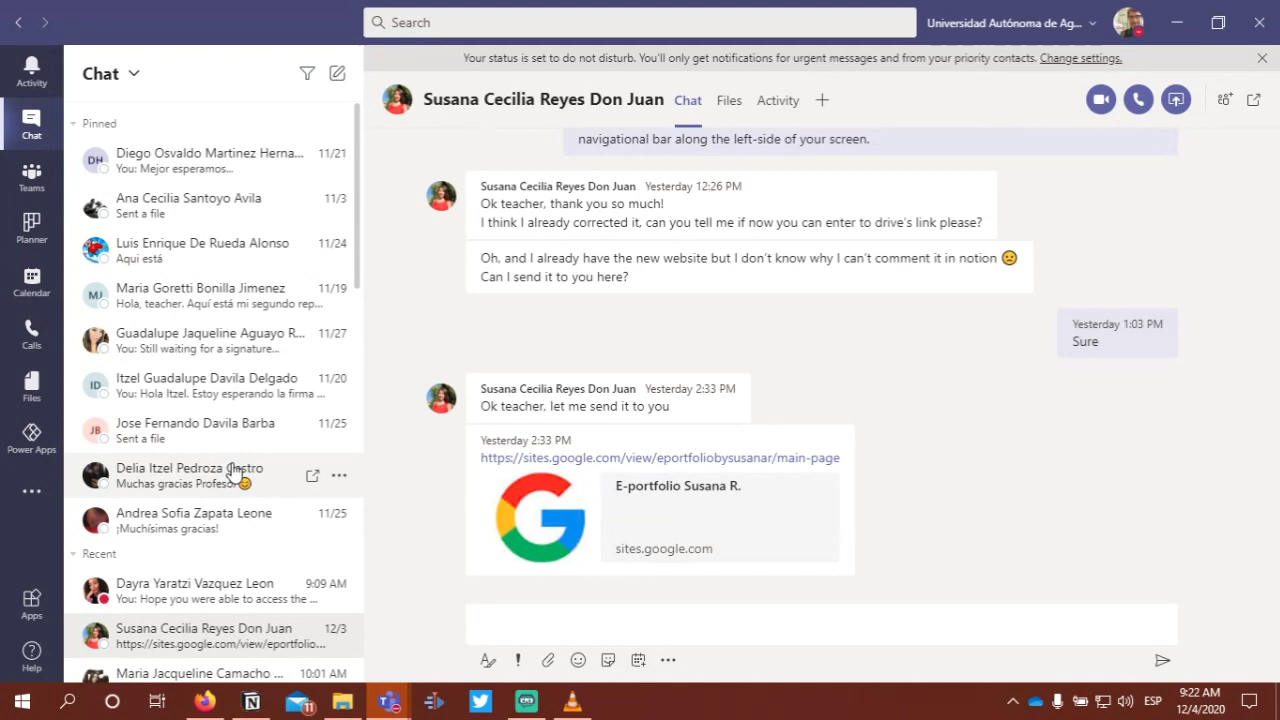 Search
Universidad Autónoma de Ag...
Your status is set to do not disturb. You'll only get notifications for urgent messages and from your priority contacts. Change settings.
Activity
Chat
Teams
Planner
Calendar
Calls
Files
Power Apps
Apps
Help
Chat
Pinned
DH
Diego Osvaldo Martinez Herna... 11/21
You: Mejor esperamos...
Ana Cecilia Santoyo Avila 11/3
Sent a file
Luis Enrique De Rueda Alonso 11/24
Aqui está
MJ
Maria Goretti Bonilla Jimenez 11/19
Hola, teacher. Aquí está mi segundo rep...
Guadalupe Jaqueline Aguayo R... 11/27
You: Still waiting for a signature...
ID
Itzel Guadalupe Davila Delgado 11/20
You: Hola Itzel. Estoy esperando la firma ...
JB
Jose Fernando Davila Barba 11/25
Sent a file
Delia Itzel Pedroza Castro
Muchas gracias Profesor 😊
Andrea Sofia Zapata Leone 11/25
¡Muchísimas gracias!
Recent
Dayra Yaratzi Vazquez Leon 9:09 AM
You: Hope you were able to access the ...
Susana Cecilia Reyes Don Juan 12/3
https://sites.google.com/view/eportfolio...
Maria Jacqueline Camacho ... 10:01 AM
Susana Cecilia Reyes Don Juan Chat Files Activity
navigational bar along the left-side of your screen.
Susana Cecilia Reyes Don Juan Yesterday 12:26 PM
Ok teacher, thank you so much!
I think I already corrected it, can you tell me if now you can enter to drive's link please?
Oh, and I already have the new website but I don't know why I can't comment it in notion 🙁
Can I send it to you here?
Yesterday 1:03 PM
Sure
Susana Cecilia Reyes Don Juan Yesterday 2:33 PM
Ok teacher, let me send it to you
Yesterday 2:33 PM
https://sites.google.com/view/eportfoliobysusanar/main-page
E-portfolio Susana R.
sites.google.com
11
ESP
9:22 AM
12/4/2020